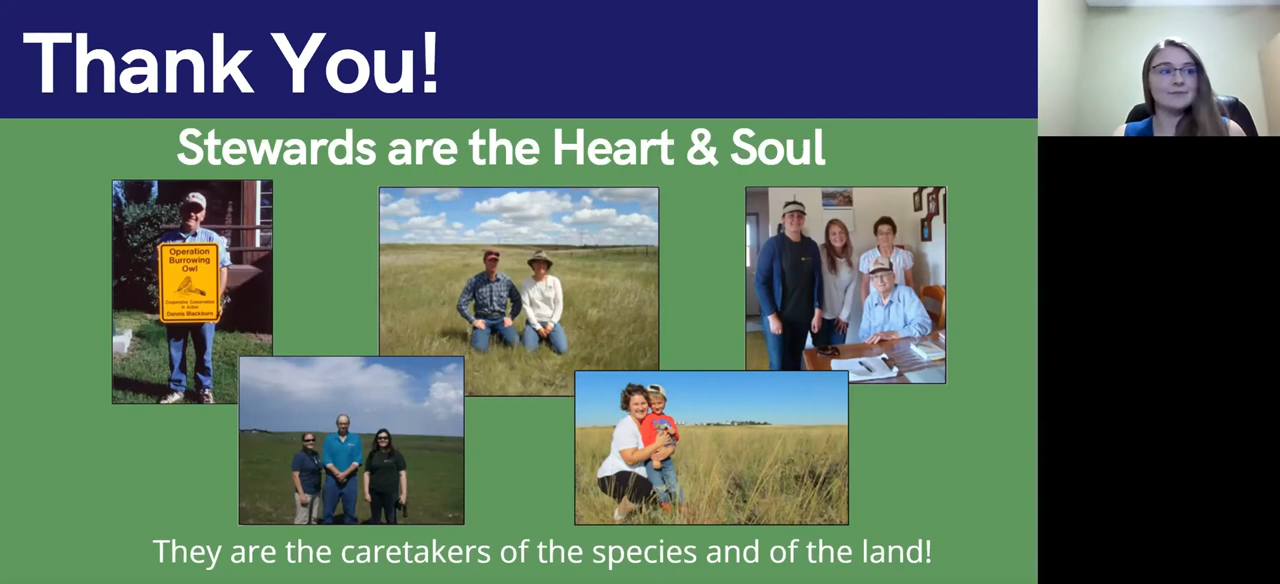 Thank You!
Stewards are the Heart & Soul
Operation
Burrowing
Owl
Cooperative Conservation
in Action
Dennis Blackburn
They are the caretakers of the species and of the land!